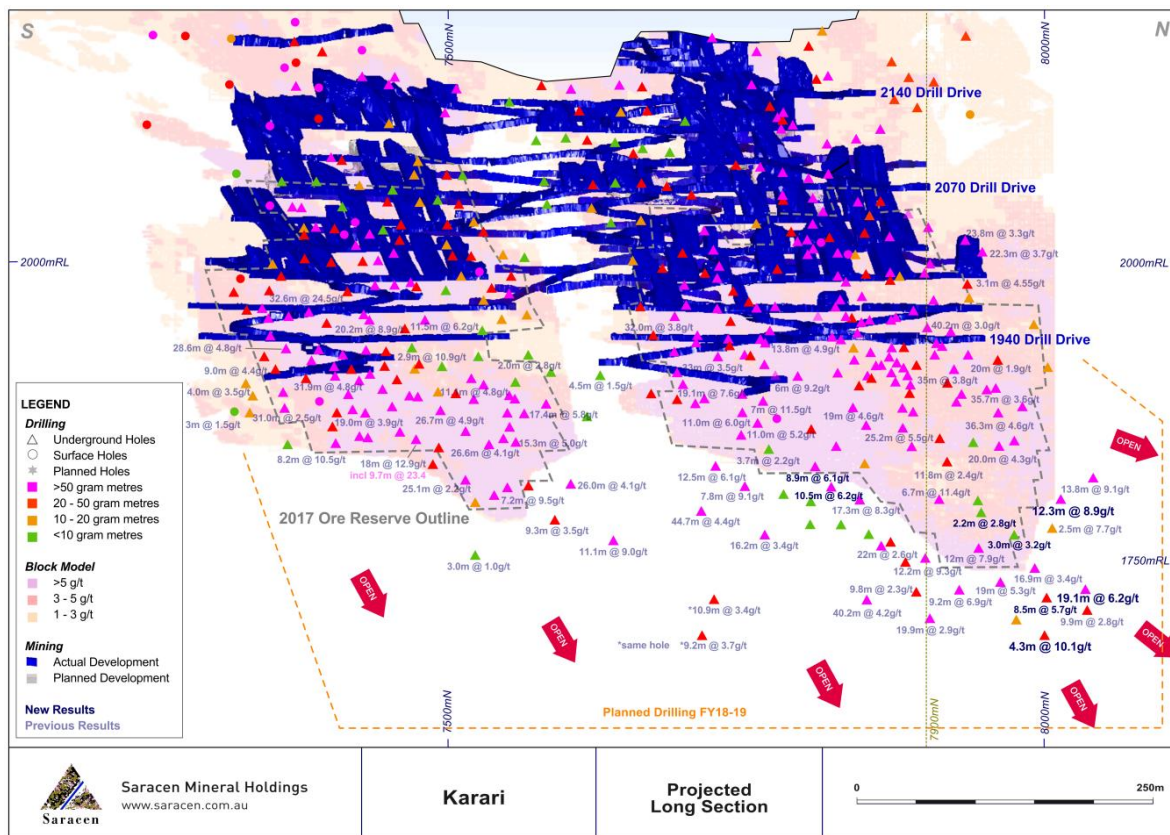 S
N
7500mN
8000mN
2140 Drill Drive
2070 Drill Drive
23.8m @ 3.3g/t
22.3m @ 3.7g/t
2000mRL
2000mRL
3.1m @ 4.55g/t
32.6m @ 24.5g/t
20.2m @ 8.9g/t
11.5m @ 6.2g/t
32.0m @ 3.8g/t
40.2m @ 3.0g/t
1940 Drill Drive
28.6m @ 4.8g/t
2.9m @ 10.9g/t
2.0m @ 2.8g/t
13.8m @ 4.9g/t
9.0m @ 4.4g/t
20m @ 1.9g/t
4.5m @ 1.5g/t
6m @ 9.2g/t
35m @ 3.8g/t
4.0m @ 3.5g/t
31.9m @ 4.8g/t
19.1m @ 7.6g/t
35.7m @ 3.6g/t
7m @ 11.5g/t
31.0m @ 2.5g/t
19.0m @ 3.9g/t
26.7m @ 4.9g/t
17.4m @ 5.8g/t
11.0m @ 6.0g/t
19m @ 4.6g/t
3m @ 1.5g/t
36.3m @ 4.6g/t
11.0m @ 5.2g/t
25.2m @ 5.5g/t
15.3m @ 5.0g/t
8.2m @ 10.5g/t
26.6m @ 4.1g/t
3.7m @ 2.2g/t
20.0m @ 4.3g/t
OPEN
18m @ 12.9g/t
incl 9.7m @ 23.4
12.5m @ 6.1g/t
8.9m @ 6.1g/t
11.8m @ 2.4g/t
13.8m @ 9.1g/t
25.1m @ 2.2g/t
26.0m @ 4.1g/t
7.8m @ 9.1g/t
10.5m @ 6.2g/t
6.7m @ 11.4g/t
7.2m @ 9.5g/t
17.3m @ 8.3g/t
12.3m @ 8.9g/t
2017 Ore Reserve Outline
9.3m @ 3.5g/t
44.7m @ 4.4g/t
2.2m @ 2.8g/t
2.5m @ 7.7g/t
16.2m @ 3.4g/t
3.0m @ 3.2g/t
11.1m @ 9.0g/t
22m @ 2.6g/t
12m @ 7.9g/t
1750mRL
3.0m @ 1.0g/t
12.2m @ 9.3g/t
16.9m @ 3.4g/t
OPEN
9.8m @ 2.3g/t
19m @ 5.3g/t
40.2m @ 4.2g/t
9.2m @ 6.9g/t
19.1m @ 6.2g/t
*10.9m @ 3.4g/t
8.5m @ 5.7g/t
9.9m @ 2.8g/t
19.9m @ 2.9g/t
OPEN
*same hole
*9.2m @ 3.7g/t
4.3m @ 10.1g/t
OPEN
OPEN
OPEN
Planned Drilling FY18-19
7500mN
7900mN
8000mN
LEGEND
Drilling
Underground Holes
Surface Holes
Planned Holes
>50 gram metres
20 - 50 gram metres
10 - 20 gram metres
<10 gram metres
Block Model
>5 g/t
3 - 5 g/t
1 - 3 g/t
Mining
Actual Development
Planned Development
New Results
Previous Results
Saracen
Saracen Mineral Holdings
www.saracen.com.au
Karari
Projected
Long Section
0
250m